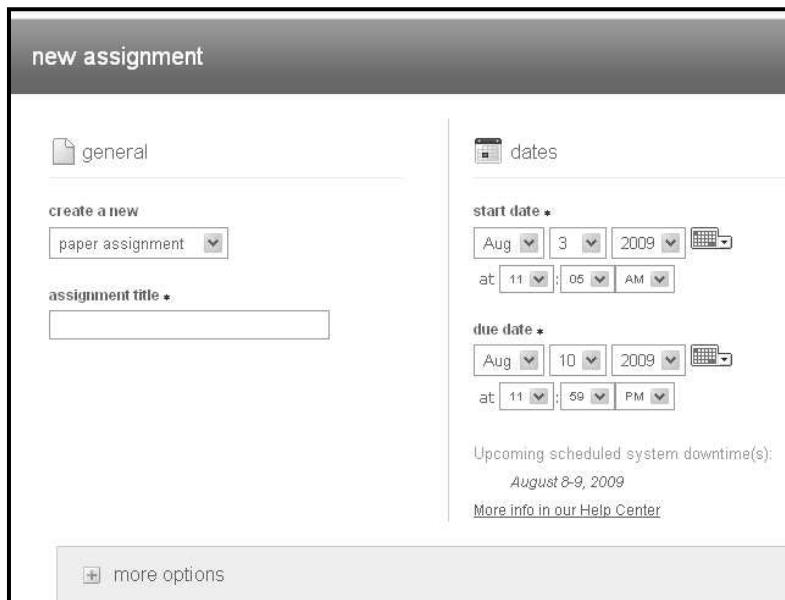 new assignment
general
create a new
paper assignment
assignment title *
dates
start date *
Aug 3 2009
at 11 : 05 AM
due date *
Aug 10 2009
at 11 : 59 PM
Upcoming scheduled system downtime(s):
August 8-9, 2009
More info in our Help Center
more options